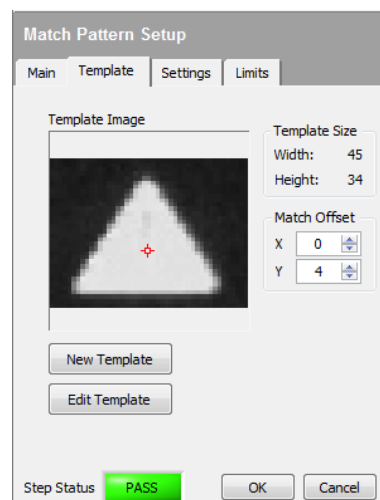 Match Pattern Setup
Main Template Settings Limits
Template Image
Template Size
Width: 45
Height: 34
Match Offset
X 0
Y 4
New Template
Edit Template
Step Status PASS OK Cancel